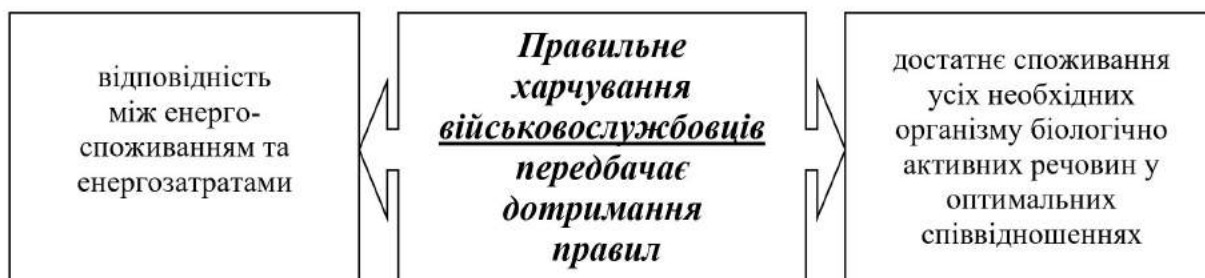 відповідність
між енерго-
споживанням та
енергозатратами
Правильне
харчування
військовослужбовців
передбачає
дотримання
правил
достатнє споживання
усіх необхідних
організму біологічно
активних речовин у
оптимальних
співвідношеннях